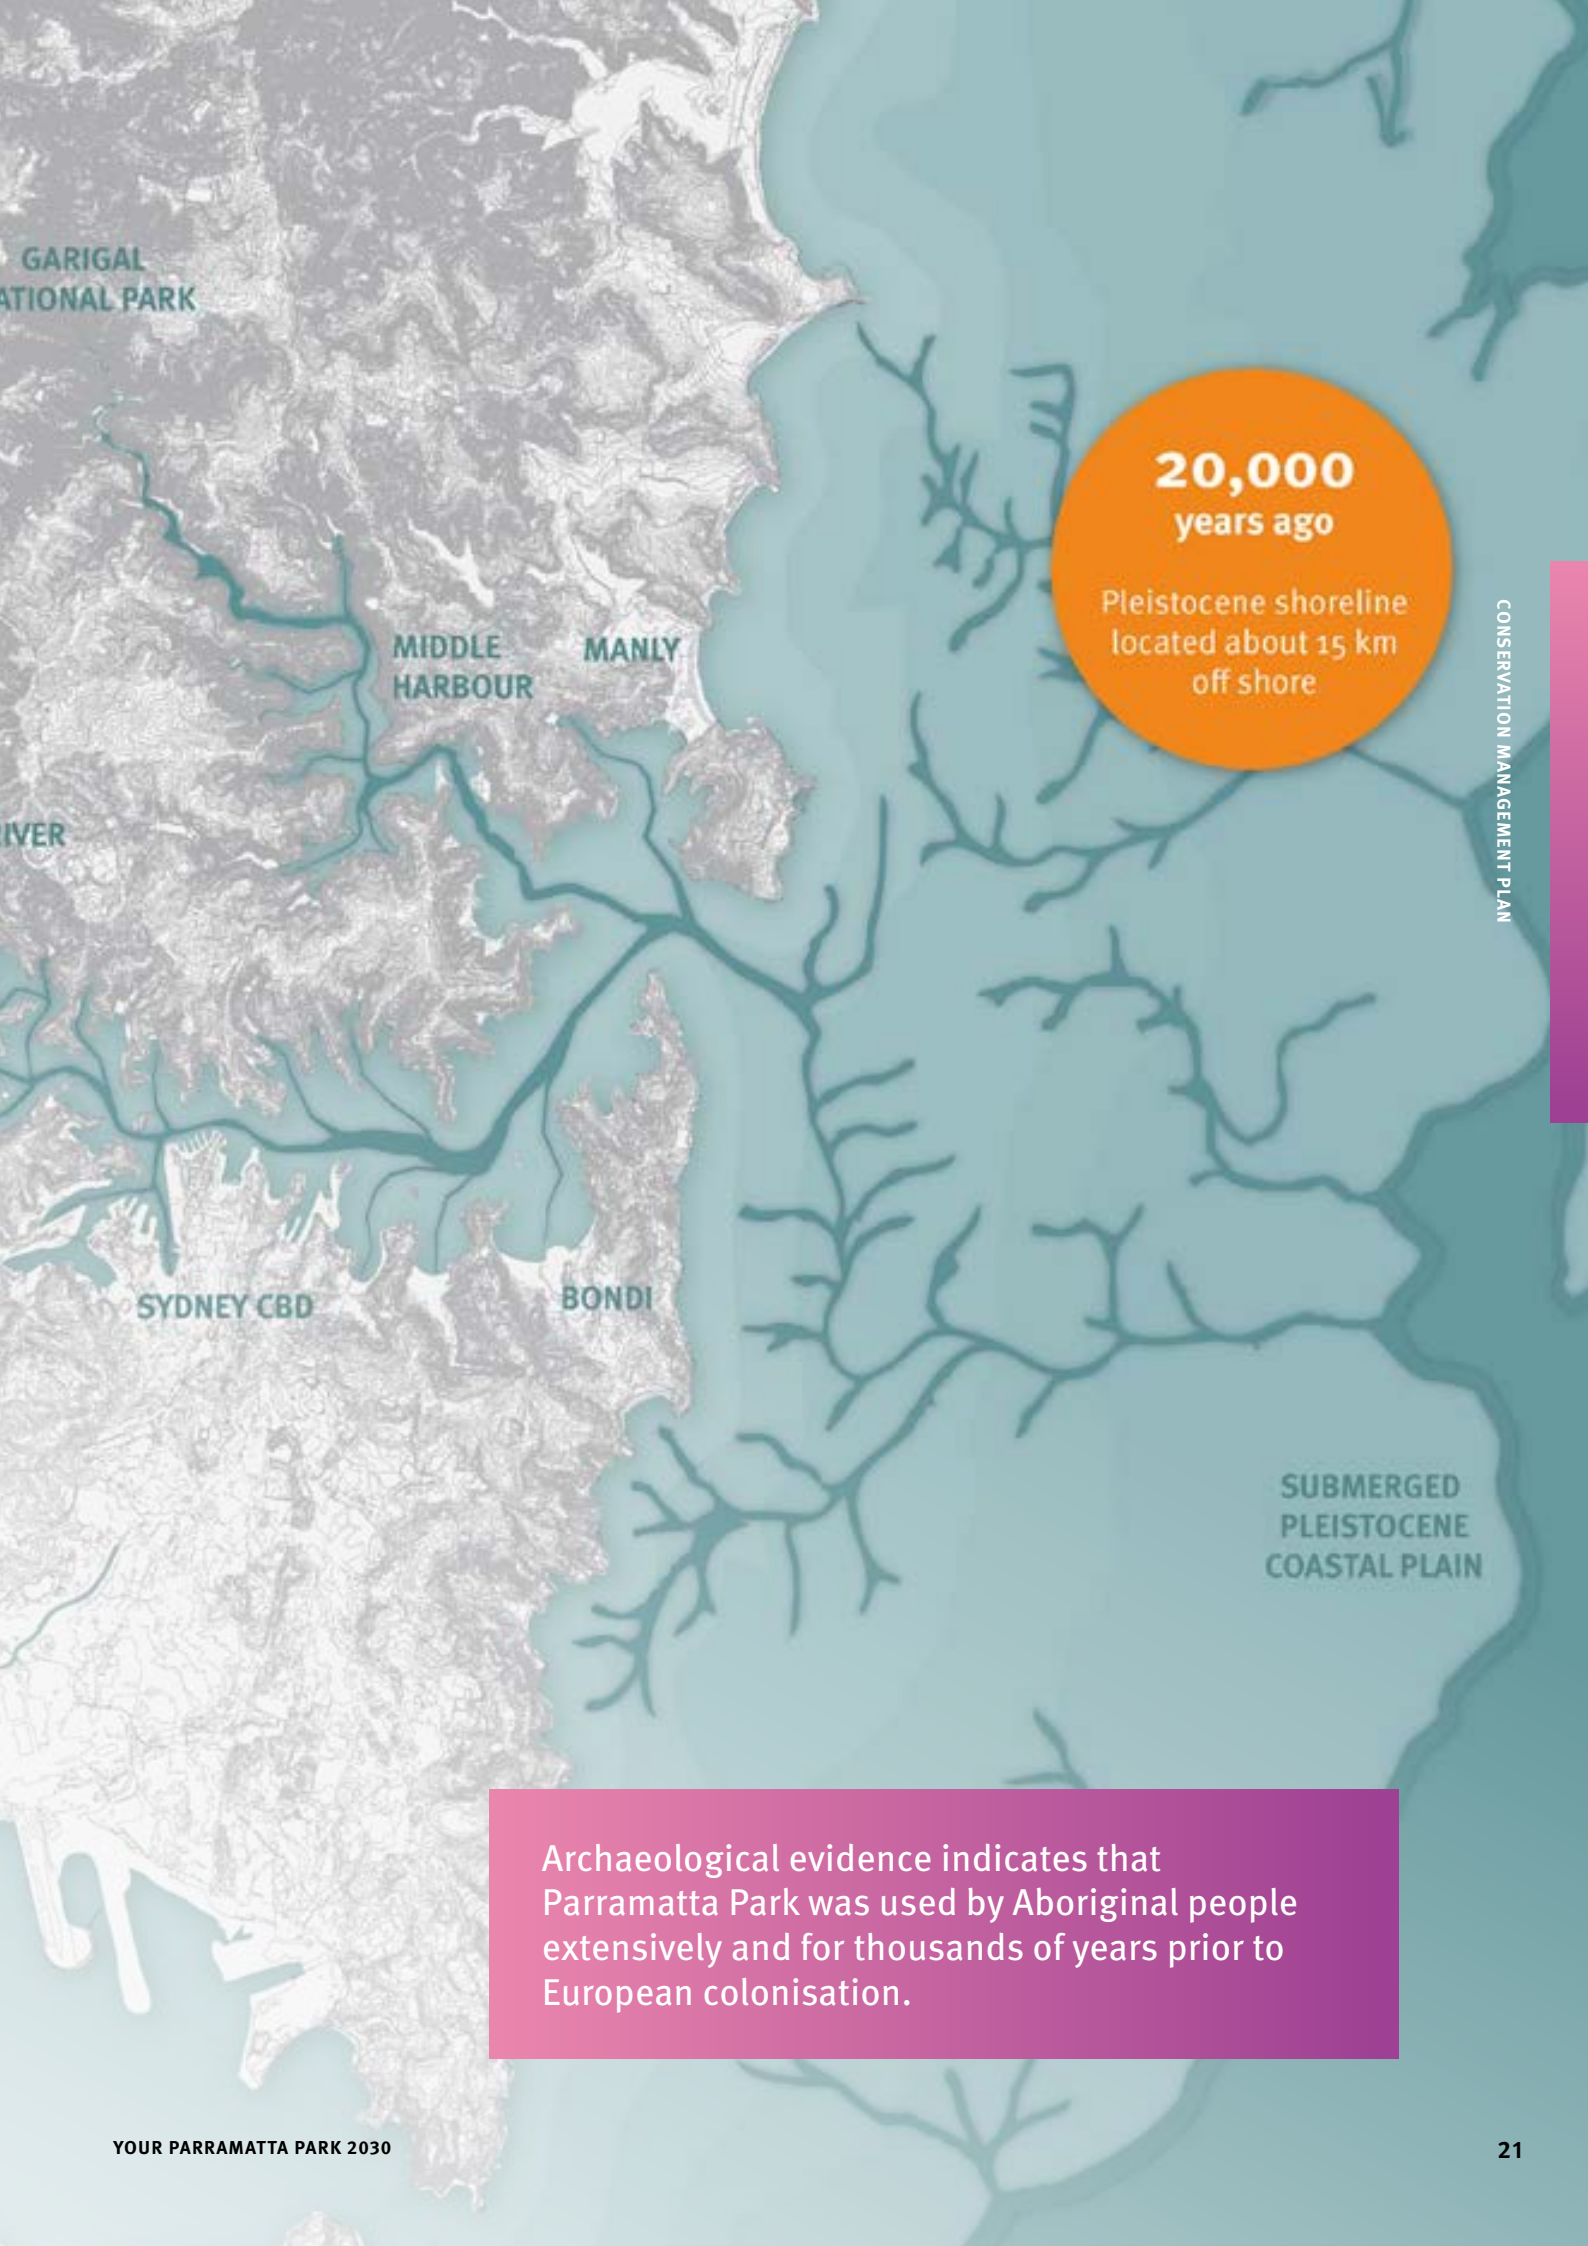 GARIGAL
ATIONAL PARK
20,000
years ago
Pleistocene shoreline
located about 15 km
off shore
CONSERVATION MANAGEMENT PLAN
MIDDLE
HARBOUR
MANLY
IVER
SYDNEY CBD
BONDI
SUBMERGED
PLEISTOCENE
COASTAL PLAIN
Archaeological evidence indicates that
Parramatta Park was used by Aboriginal people
extensively and for thousands of years prior to
European colonisation.
YOUR PARRAMATTA PARK 2030
21